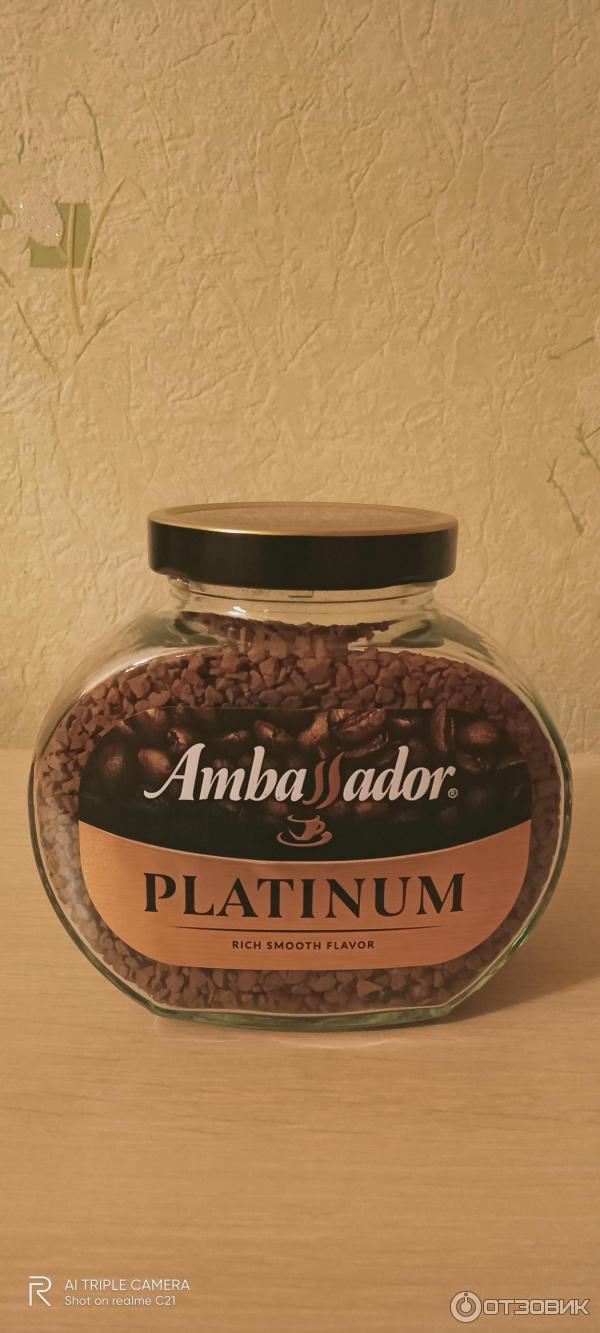 Ambassador®
PLATINUM
RICH SMOOTH FLAVOR
AI TRIPLE CAMERA
Shot on realme C21
ОТЗОВИК